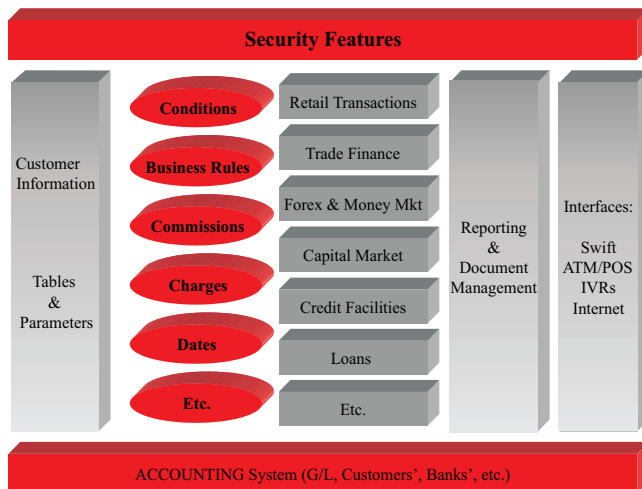 Security Features
Customer
Information
Tables
&
Parameters
Conditions
Business Rules
Commissions
Charges
Dates
Etc.
Retail Transactions
Trade Finance
Forex & Money Mkt
Capital Market
Credit Facilities
Loans
Etc.
Reporting
&
Document
Management
Interfaces:
Swift
ATM/POS
IVRs
Internet
ACCOUNTING System (G/L, Customers’, Banks’, etc.)